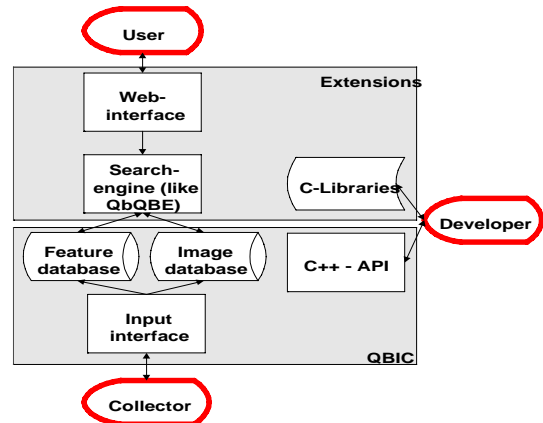 User
Extensions
Web-
interface
Search-
engine (like
QbQBE)
C-Libraries
Developer
Feature
database
Image
database
C++ - API
Input
interface
QBIC
Collector